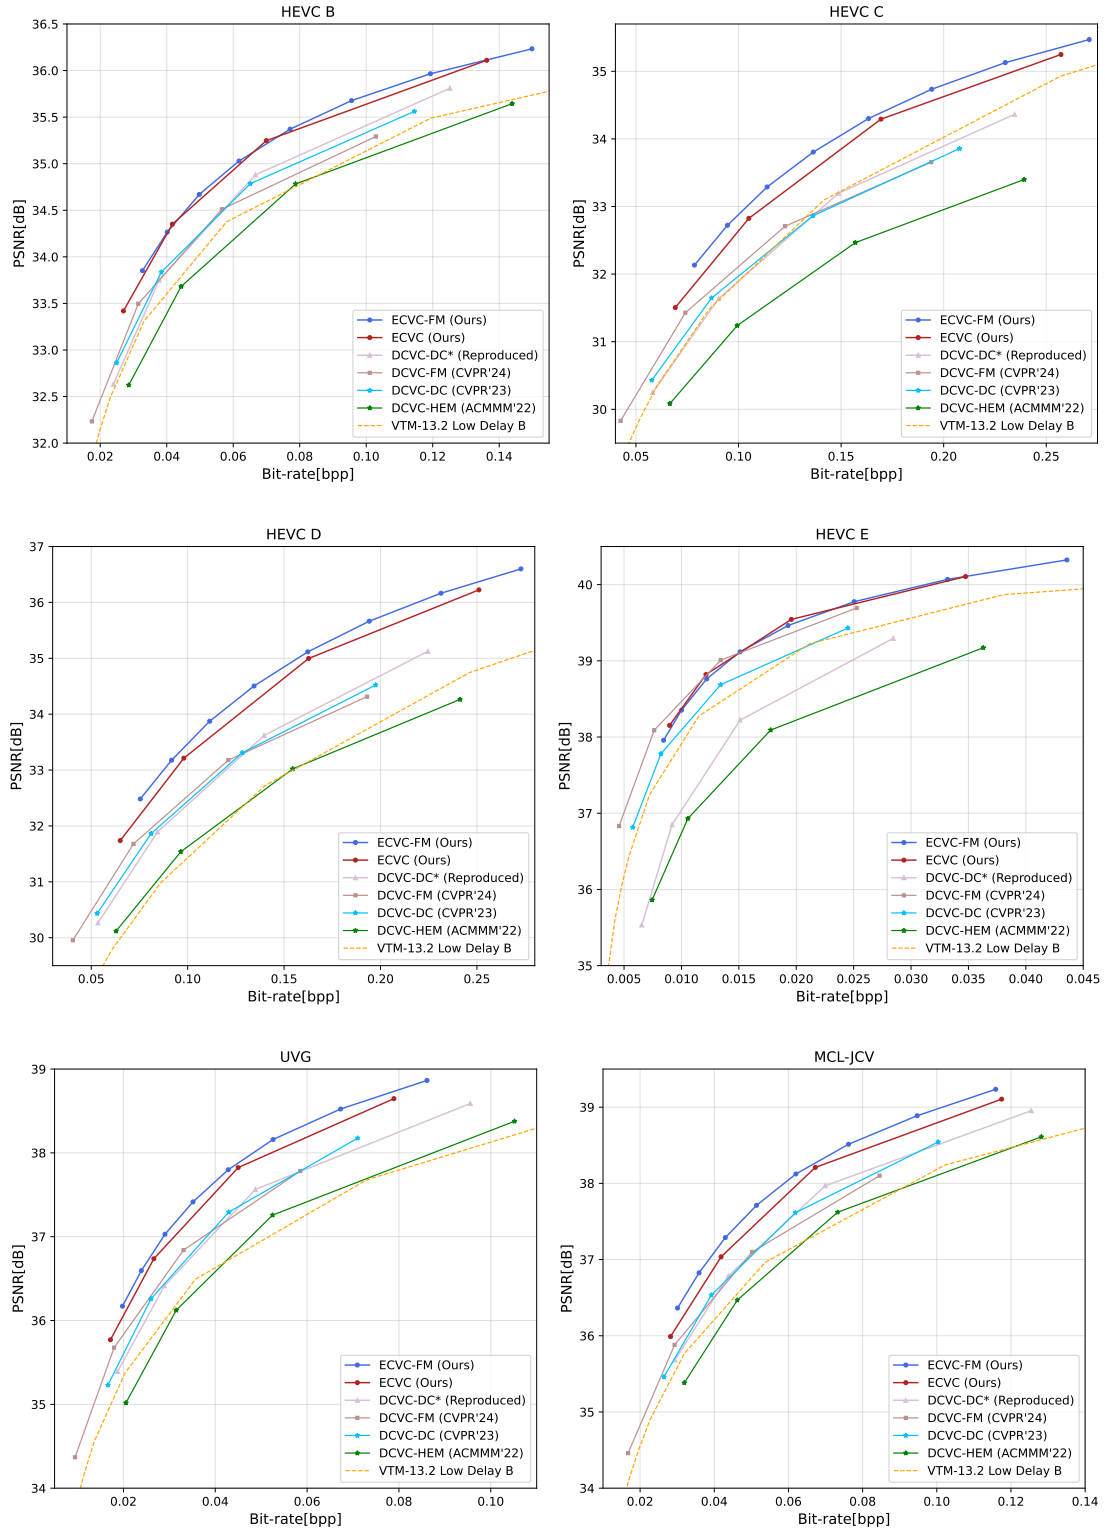 HEVC B
PSNR[dB]
36.5
36.0
35.5
35.0
34.5
34.0
33.5
33.0
32.5
32.0
ECVC-FM (Ours)
ECVC (Ours)
DCVC-DC* (Reproduced)
DCVC-FM (CVPR'24)
DCVC-DC (CVPR'23)
DCVC-HEM (ACMMM'22)
VTM-13.2 Low Delay B
0.02 0.04 0.06 0.08 0.10 0.12 0.14
Bit-rate[bpp]
HEVC C
PSNR[dB]
35
34
33
32
31
30
ECVC-FM (Ours)
ECVC (Ours)
DCVC-DC* (Reproduced)
DCVC-FM (CVPR'24)
DCVC-DC (CVPR'23)
DCVC-HEM (ACMMM'22)
VTM-13.2 Low Delay B
0.05 0.10 0.15 0.20 0.25
Bit-rate[bpp]
HEVC D
PSNR[dB]
37
36
35
34
33
32
31
30
ECVC-FM (Ours)
ECVC (Ours)
DCVC-DC* (Reproduced)
DCVC-FM (CVPR'24)
DCVC-DC (CVPR'23)
DCVC-HEM (ACMMM'22)
VTM-13.2 Low Delay B
0.05 0.10 0.15 0.20 0.25
Bit-rate[bpp]
HEVC E
PSNR[dB]
40
39
38
37
36
35
ECVC-FM (Ours)
ECVC (Ours)
DCVC-DC* (Reproduced)
DCVC-FM (CVPR'24)
DCVC-DC (CVPR'23)
DCVC-HEM (ACMMM'22)
VTM-13.2 Low Delay B
0.005 0.010 0.015 0.020 0.025 0.030 0.035 0.040 0.045
Bit-rate[bpp]
UVG
PSNR[dB]
39
38
37
36
35
34
ECVC-FM (Ours)
ECVC (Ours)
DCVC-DC* (Reproduced)
DCVC-FM (CVPR'24)
DCVC-DC (CVPR'23)
DCVC-HEM (ACMMM'22)
VTM-13.2 Low Delay B
0.02 0.04 0.06 0.08 0.10
Bit-rate[bpp]
MCL-JCV
PSNR[dB]
39
38
37
36
35
34
ECVC-FM (Ours)
ECVC (Ours)
DCVC-DC* (Reproduced)
DCVC-FM (CVPR'24)
DCVC-DC (CVPR'23)
DCVC-HEM (ACMMM'22)
VTM-13.2 Low Delay B
0.02 0.04 0.06 0.08 0.10 0.12 0.14
Bit-rate[bpp]